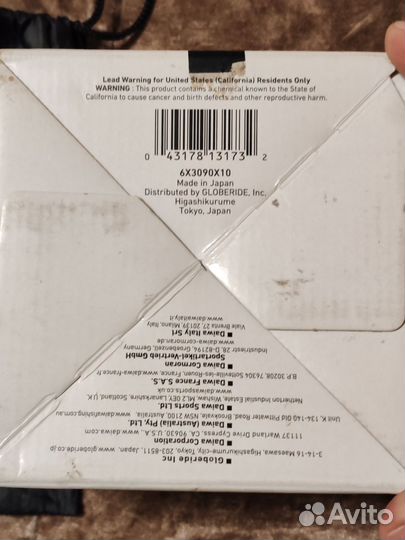 Lead Warning for United States (California) Residents Only
WARNING : This product contains a chemical known to the State of
California to cause cancer and birth defects and other reproductive harm.
0 43178 13173 2
6X3090X10
Made in Japan
Distributed by GLOBERIDE, Inc.
Higashikurume
Tokyo, Japan
■ Globeride Inc
3-14-16 Maesawa, Higashikurume-city, Tokyo, 203-8511, Japan. www.globeride.co.jp
■ Daiwa Corporation
11137 Warland Drive Cypress, CA, 90630, U.S.A. www.daiwa.com
■ Daiwa (Australia) Pty., Ltd.
Unit K, 134-140 Old Pittwater Road, Brookvale, NSW 2100, Australia. www.daiwafishing.com.au
■ Daiwa Sports Ltd.
Netherton Industrial Estate, Wishaw, ML2 0EY, Lanarkshire, Scotland, U.K.
www.daiwasports.co.uk
■ Daiwa France S.A.S.
B.P. 30208, 76304 Sotteville-les-Rouen, France. www.daiwa-france.fr
■ Cormoran
Sportartikel-Vertrieb GmbH
Industriestr. 28, D-82194 Groebenzell, Germany
www.daiwa-cormoran.de
■ Daiwa Italy Srl
Viale Brenta, 27, 20139, Milano, Italy
www.daiwaitaly.it
Avito